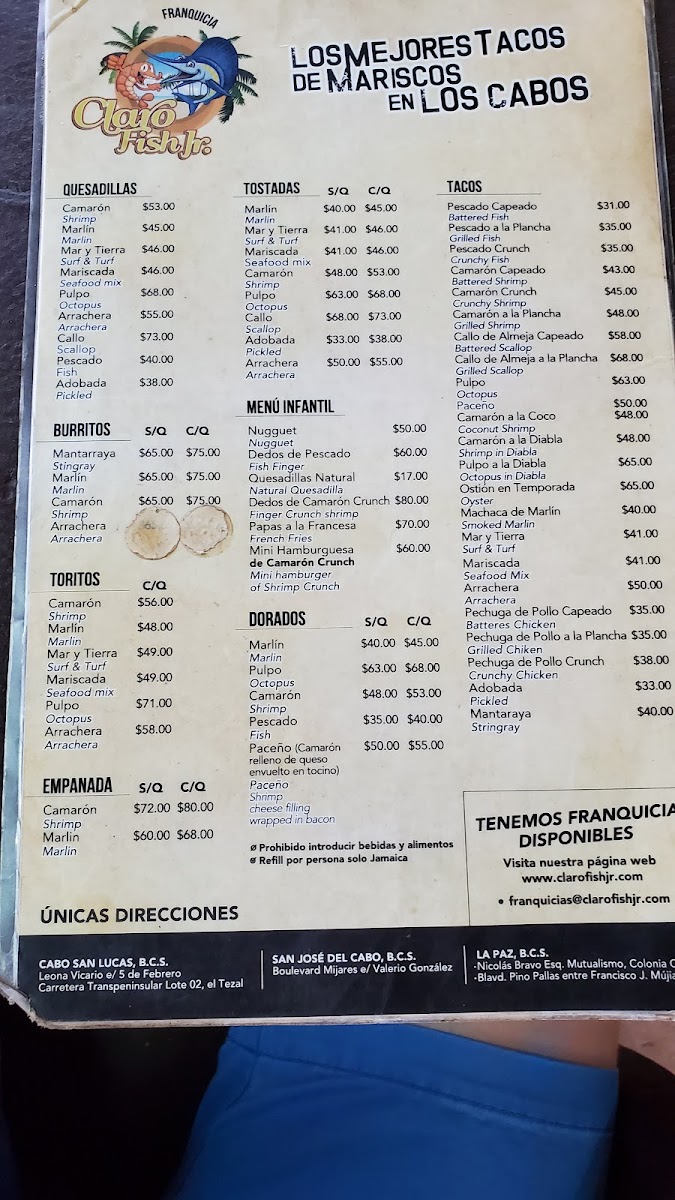 FRANQUICIA
Claro
Fish Jr.
LOS MEJORES TACOS
DE MARISCOS
EN LOS CABOS
QUESADILLAS
Camarón $53.00
Shrimp
Marlín $45.00
Marlin
Mar y Tierra $46.00
Surf & Turf
Mariscada $46.00
Seafood mix
Pulpo $68.00
Octopus
Arrachera $55.00
Arrachera
Callo $73.00
Scallop
Pescado $40.00
Fish
Adobada $38.00
Pickled
BURRITOS S/Q C/Q
Mantarraya $65.00 $75.00
Stingray
Marlín $65.00 $75.00
Marlin
Camarón $65.00 $75.00
Shrimp
Arrachera
Arrachera
TORITOS C/Q
Camarón $56.00
Shrimp
Marlín $48.00
Marlin
Mar y Tierra $49.00
Surf & Turf
Mariscada $49.00
Seafood mix
Pulpo $71.00
Octopus
Arrachera $58.00
Arrachera
EMPANADA S/Q C/Q
Camarón $72.00 $80.00
Shrimp
Marlin $60.00 $68.00
Marlin
TOSTADAS S/Q C/Q
Marlín $40.00 $45.00
Marlin
Mar y Tierra $41.00 $46.00
Surf & Turf
Mariscada $41.00 $46.00
Seafood mix
Camarón $48.00 $53.00
Shrimp
Pulpo $63.00 $68.00
Octopus
Callo $68.00 $73.00
Scallop
Adobada $33.00 $38.00
Pickled
Arrachera $50.00 $55.00
Arrachera
MENÚ INFANTIL
Nugguet $50.00
Nugguet
Dedos de Pescado $60.00
Fish Finger
Quesadillas Natural $17.00
Natural Quesadilla
Dedos de Camarón Crunch $80.00
Finger Crunch shrimp
Papas a la Francesa $70.00
French Fries
Mini Hamburguesa $60.00
de Camarón Crunch
Mini hamburger
of Shrimp Crunch
DORADOS S/Q C/Q
Marlín $40.00 $45.00
Marlin
Pulpo $63.00 $68.00
Octopus
Camarón $48.00 $53.00
Shrimp
Pescado $35.00 $40.00
Fish
Paceño (Camarón $50.00 $55.00
relleno de queso
envuelto en tocino)
Paceño
Shrimp
cheese filling
wrapped in bacon
Ø Prohibido introducir bebidas y alimentos
Ø Refill por persona solo Jamaica
TACOS
Pescado Capeado $31.00
Battered Fish
Pescado a la Plancha $35.00
Grilled Fish
Pescado Crunch $35.00
Crunchy Fish
Camarón Capeado $43.00
Battered Shrimp
Camarón Crunch $45.00
Crunchy Shrimp
Camarón a la Plancha $48.00
Grilled Shrimp
Callo de Almeja Capeado $58.00
Battered Scallop
Callo de Almeja a la Plancha $68.00
Grilled Scallop
Pulpo $63.00
Octopus
Paceño $50.00
Camarón a la Coco $48.00
Coconut Shrimp
Camarón a la Diabla $48.00
Shrimp in Diabla
Pulpo a la Diabla $65.00
Octopus in Diabla
Ostión en Temporada $65.00
Oyster
Machaca de Marlín $40.00
Smoked Marlin
Mar y Tierra $41.00
Surf & Turf
Mariscada $41.00
Seafood Mix
Arrachera $50.00
Arrachera
Pechuga de Pollo Capeado $35.00
Batteres Chicken
Pechuga de Pollo a la Plancha $35.00
Grilled Chiken
Pechuga de Pollo Crunch $38.00
Crunchy Chicken
Adobada $33.00
Pickled
Mantaraya $40.00
Stringray
TENEMOS FRANQUICIA
DISPONIBLES
Visita nuestra página web
www.clarofishjr.com
• franquicias@clarofishjr.com
ÚNICAS DIRECCIONES
CABO SAN LUCAS, B.C.S.
Leona Vicario e/ 5 de Febrero
Carretera Transpeninsular Lote 02, el Tezal
SAN JOSÉ DEL CABO, B.C.S.
Boulevard Mijares e/ Valerio González
LA PAZ, B.C.S.
·Nicolás Bravo Esq. Mutualismo, Colonia C
·Blavd. Pino Pallas entre Francisco J. Mújia